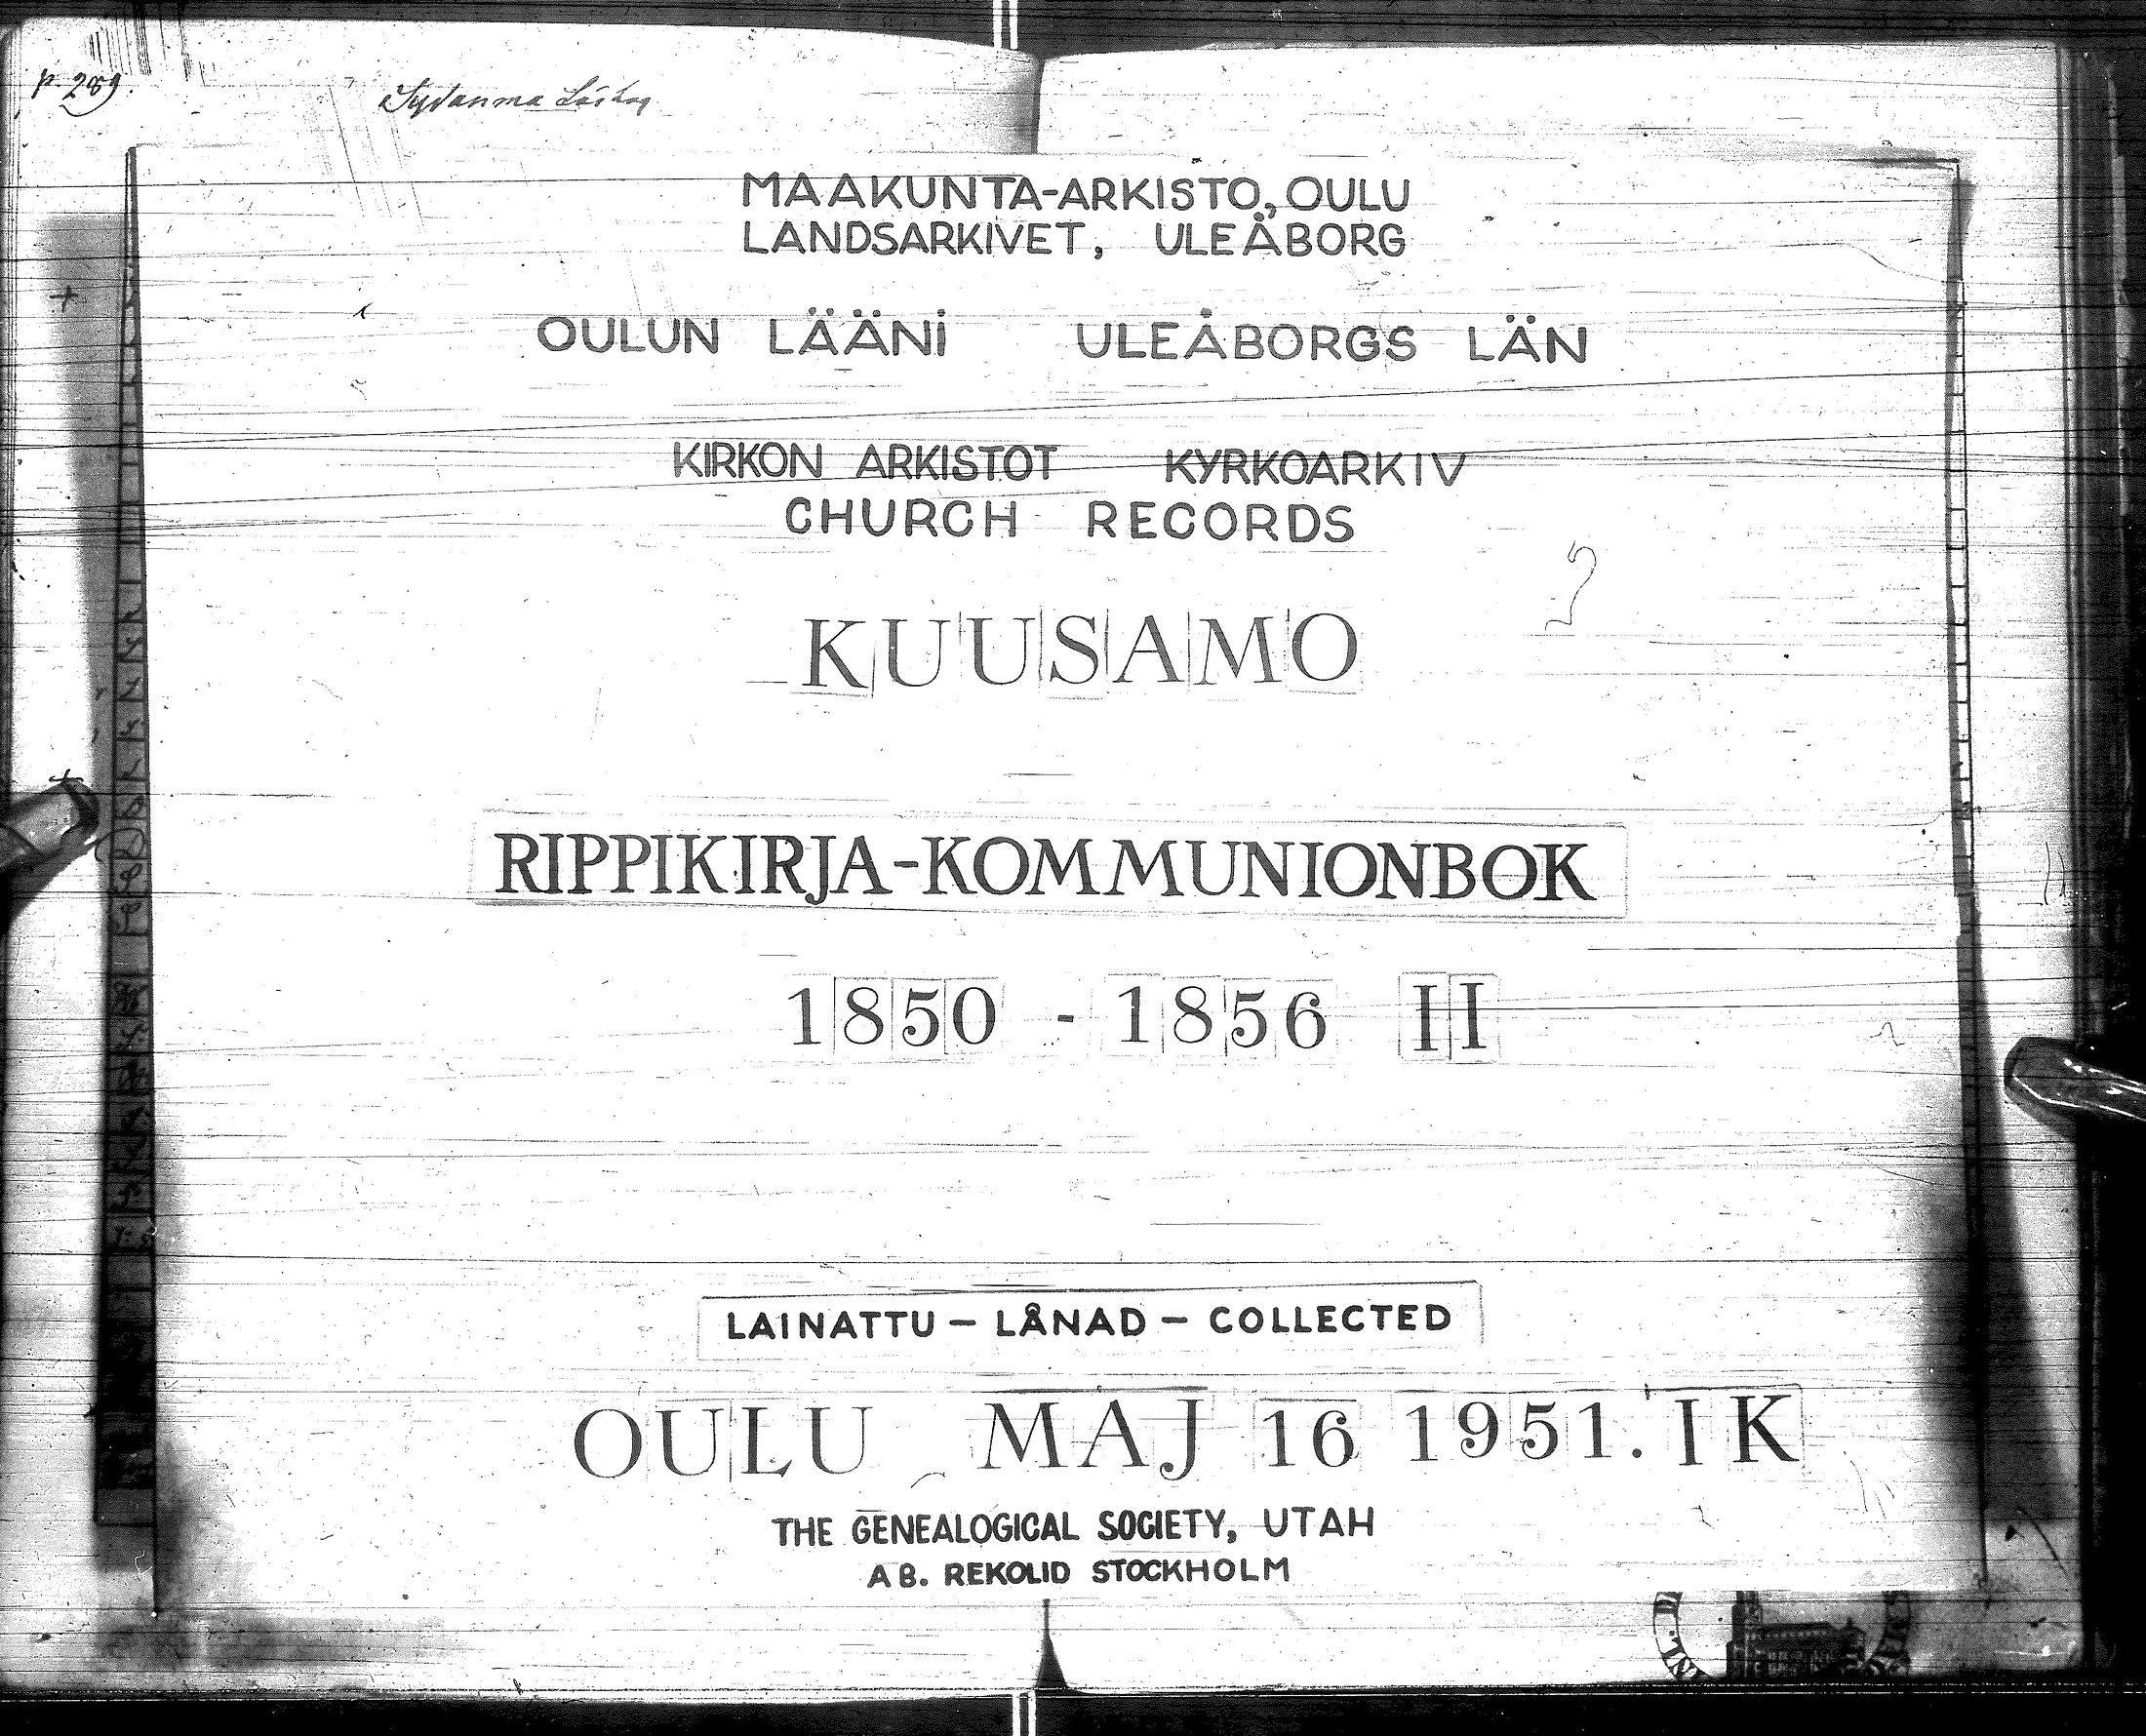 p. 289.
MAAKUNTA-ARKISTO, OULU
LANDSARKIVET, ULEÅBORG
OULUN LÄÄNI ULEÅBORGS LÄN
KIRKON ARKISTOT KYRKOARKIV
CHURCH RECORDS
KUUSAMO
RIPPIKIRJA-KOMMUNIONBOK
1850 - 1856 II
LAINATTU - LÅNAD - COLLECTED
OULU MAJ 16 1951. IK
THE GENEALOGICAL SOCIETY, UTAH
AB. REKOLID STOCKHOLM